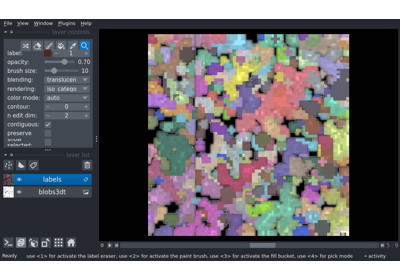 File View Window Plugins Help
layer controls
label: 1
opacity: 0.70
brush size: 10
blending: translucen
rendering: iso catego
color mode: auto
contour: 0
n edit dim: 2
contiguous:
preserve
selected:
layer list
labels
blobs3dt
Ready use <1> for activate the label eraser, use <2> for activate the paint brush, use <3> for activate the fill bucket, use <4> for pick mode activity